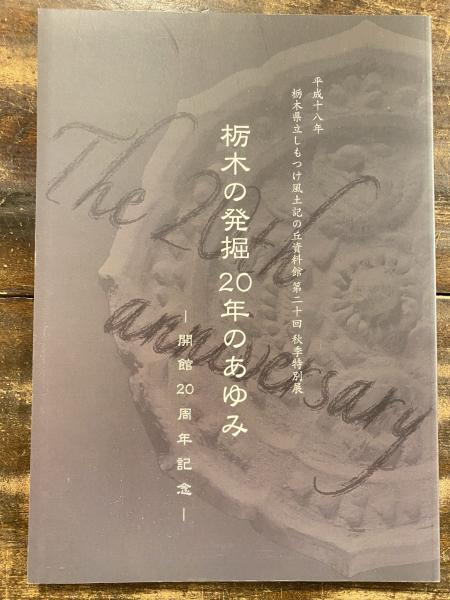 平成十八年
栃木県立しもつけ風土記の丘資料館 第二十回 秋季特別展
栃木の発掘 20年のあゆみ
―開館20周年記念―
The 20th
anniversary